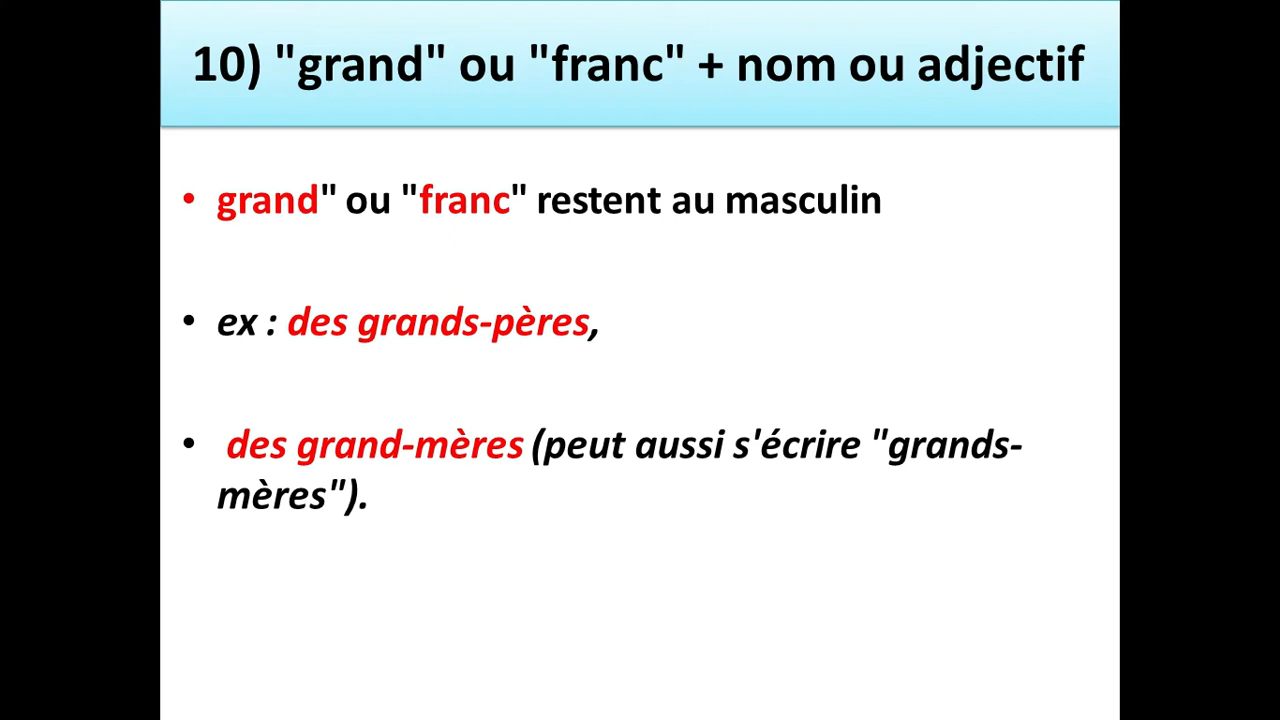 10) "grand" ou "franc" + nom ou adjectif
• grand" ou "franc" restent au masculin
• ex : des grands-pères,
• des grand-mères (peut aussi s'écrire "grands-
mères").